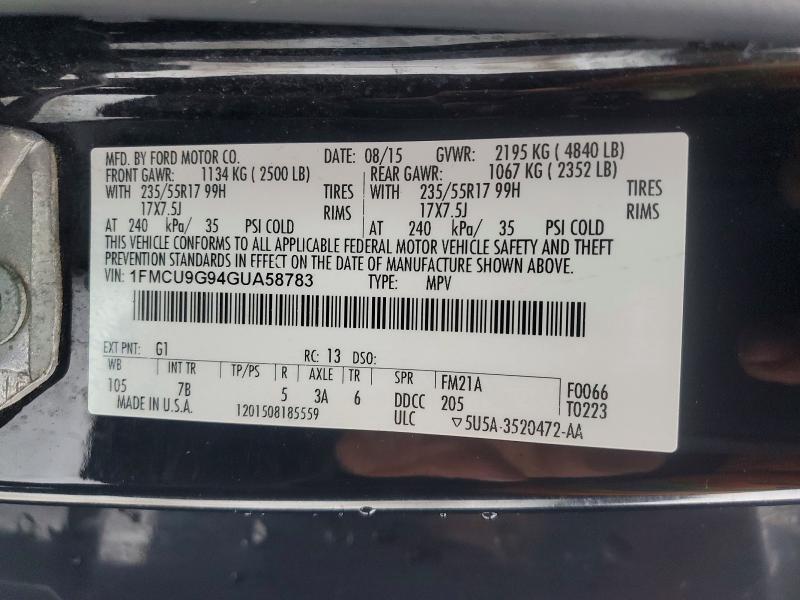 MFD. BY FORD MOTOR CO. DATE: 08/15 GVWR: 2195 KG ( 4840 LB)
FRONT GAWR: 1134 KG ( 2500 LB) REAR GAWR: 1067 KG ( 2352 LB)
WITH 235/55R17 99H TIRES WITH 235/55R17 99H TIRES
17X7.5J RIMS 17X7.5J RIMS
AT 240 kPa/ 35 PSI COLD AT 240 kPa/ 35 PSI COLD
THIS VEHICLE CONFORMS TO ALL APPLICABLE FEDERAL MOTOR VEHICLE SAFETY AND THEFT
PREVENTION STANDARDS IN EFFECT ON THE DATE OF MANUFACTURE SHOWN ABOVE.
VIN: 1FMCU9G94GUA58783 TYPE: MPV
EXT PNT: G1 RC: 13 DSO:
WB INT TR TP/PS R AXLE TR SPR FM21A F0066
105 7B 5 3A 6 DDCC 205 T0223
MADE IN U.S.A. 1201508185559 ULC ▽5U5A-3520472-AA